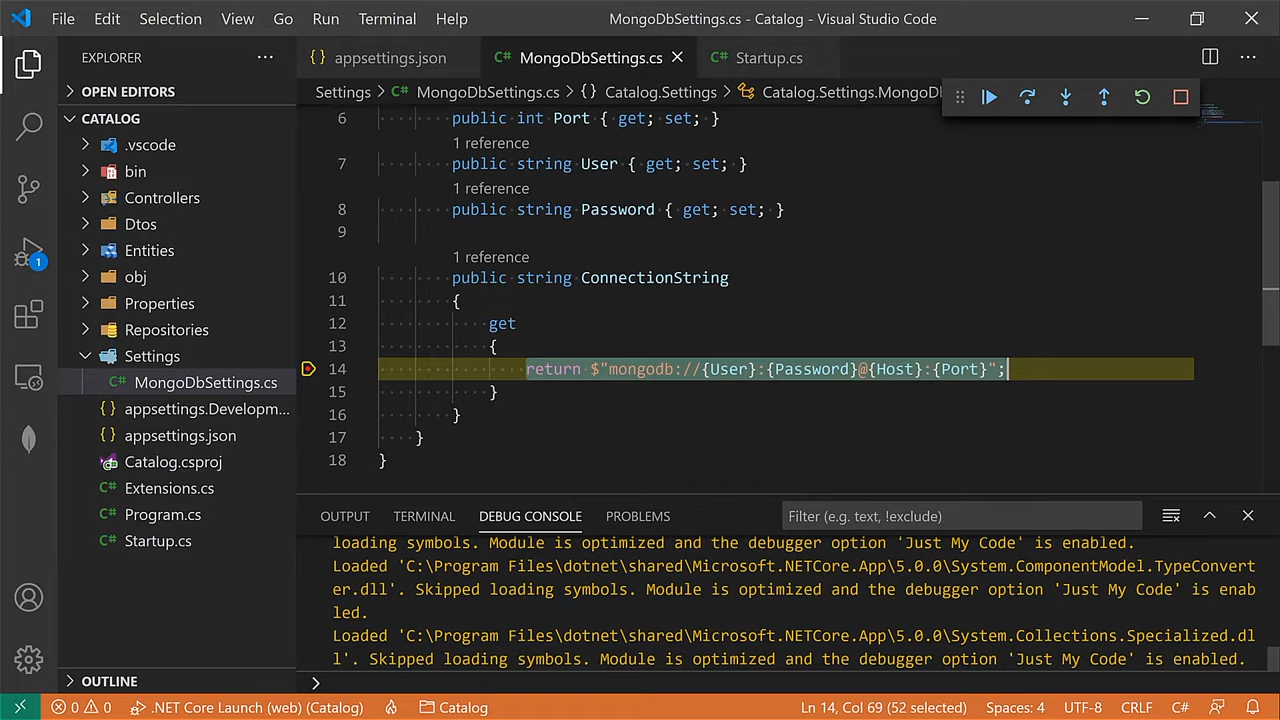 File Edit Selection View Go Run Terminal Help MongoDbSettings.cs - Catalog - Visual Studio Code
EXPLORER
OPEN EDITORS
CATALOG
.vscode
bin
Controllers
Dtos
Entities
obj
Properties
Repositories
Settings
C# MongoDbSettings.cs
{} appsettings.Developm...
{} appsettings.json
Catalog.csproj
C# Extensions.cs
C# Program.cs
C# Startup.cs
OUTLINE
1
{} appsettings.json C# MongoDbSettings.cs C# Startup.cs
Settings > C# MongoDbSettings.cs > {} Catalog.Settings > Catalog.Settings.MongoD
6 public int Port { get; set; }
1 reference
7 public string User { get; set; }
1 reference
8 public string Password { get; set; }
9
1 reference
10 public string ConnectionString
11 {
12 get
13 {
14 return $"mongodb://{User}:{Password}@{Host}:{Port}";
15 }
16 }
17 }
18 }
OUTPUT TERMINAL DEBUG CONSOLE PROBLEMS Filter (e.g. text, !exclude)
loading symbols. Module is optimized and the debugger option 'Just My Code' is enabled.
Loaded 'C:\Program Files\dotnet\shared\Microsoft.NETCore.App\5.0.0\System.ComponentModel.TypeConvert
er.dll'. Skipped loading symbols. Module is optimized and the debugger option 'Just My Code' is enab
led.
Loaded 'C:\Program Files\dotnet\shared\Microsoft.NETCore.App\5.0.0\System.Collections.Specialized.dl
l'. Skipped loading symbols. Module is optimized and the debugger option 'Just My Code' is enabled.
>
0 0 .NET Core Launch (web) (Catalog) Catalog Ln 14, Col 69 (52 selected) Spaces: 4 UTF-8 CRLF C#